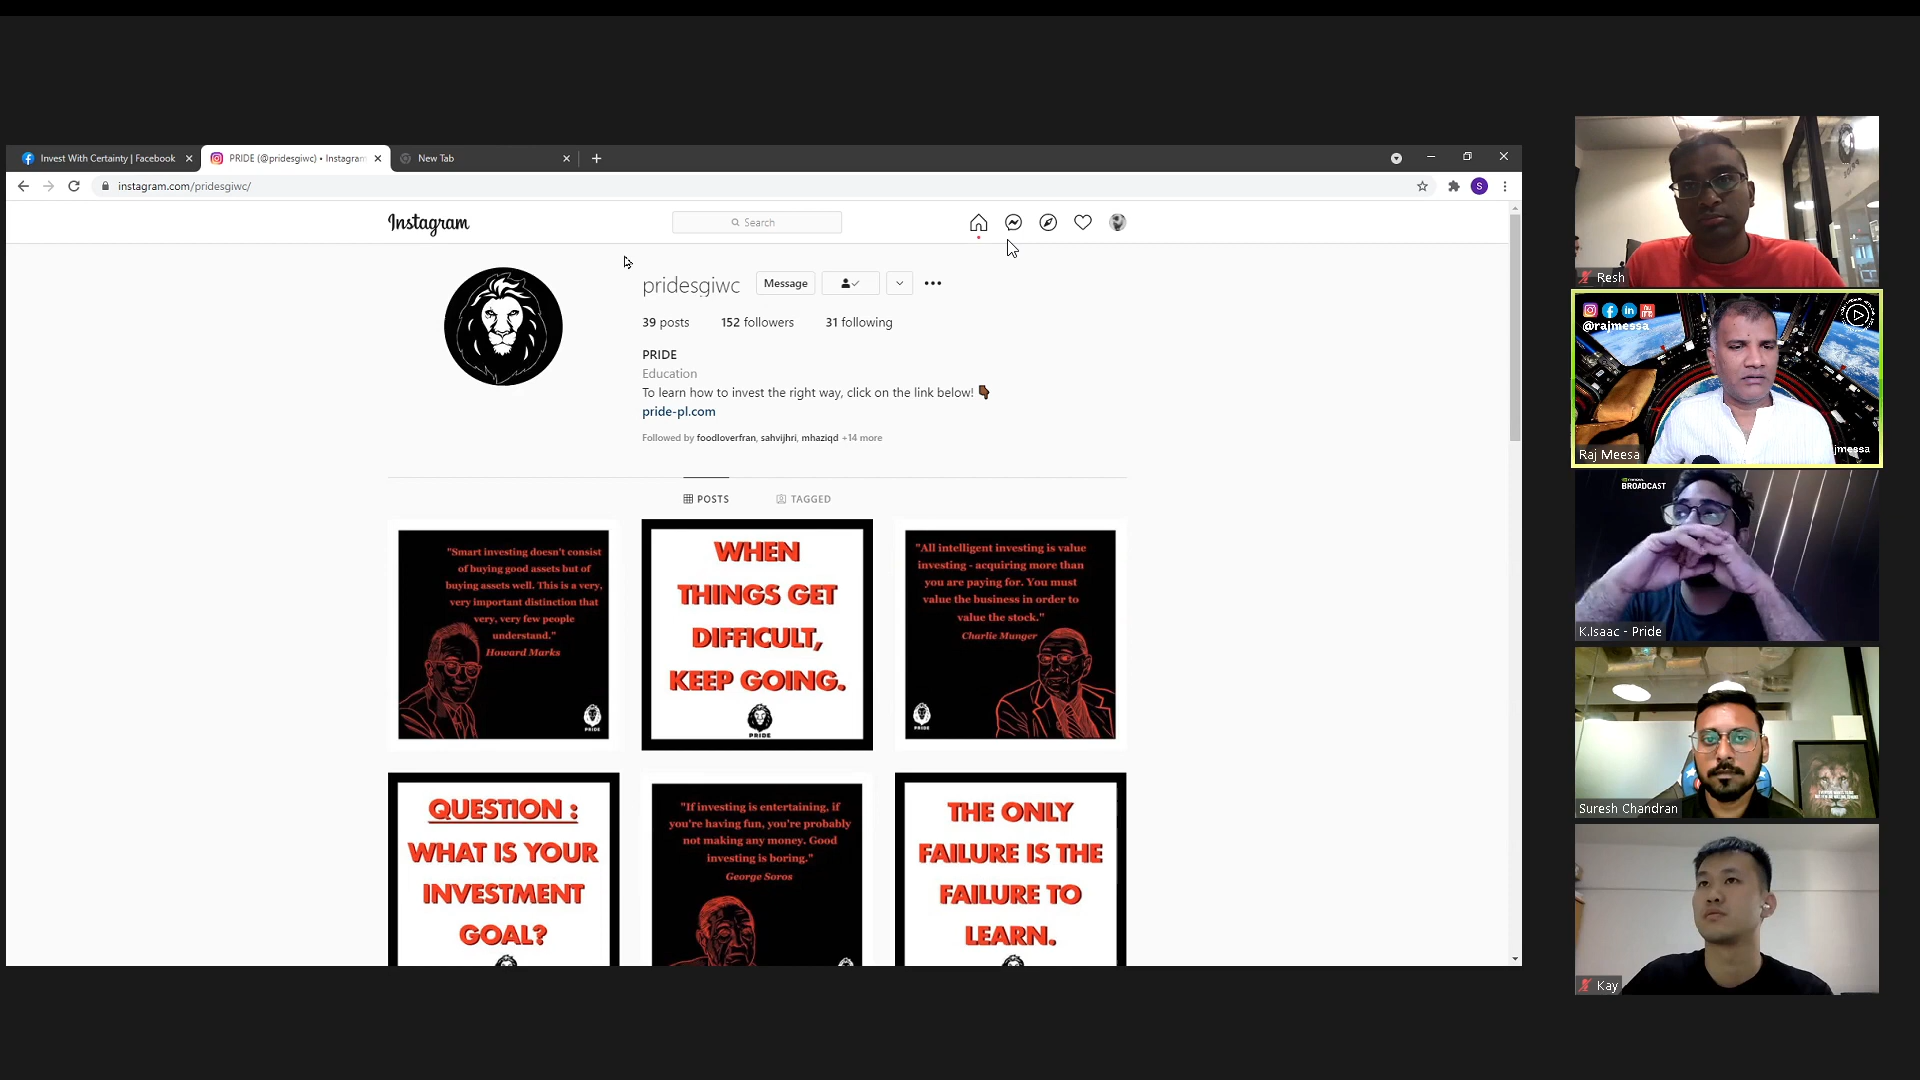 Invest With Certainty | Facebook
PRIDE (@pridesgiwc) • Instagram
New Tab
instagram.com/pridesgiwc/
S
Instagram
Search
pridesgiwc
Message
39 posts
152 followers
31 following
PRIDE
Education
To learn how to invest the right way, click on the link below!
pride-pl.com
Followed by foodloverfran, sahvijhri, mhaziqd +14 more
POSTS
TAGGED
"Smart investing doesn't consist
of buying good assets but of
buying assets well. This is a very,
very important distinction that
very, very few people
understand."
Howard Marks
PRIDE
WHEN
THINGS GET
DIFFICULT,
KEEP GOING.
PRIDE
"All intelligent investing is value
investing - acquiring more than
you are paying for. You must
value the business in order to
value the stock."
Charlie Munger
PRIDE
QUESTION :
WHAT IS YOUR
INVESTMENT
GOAL?
"If investing is entertaining, if
you're having fun, you're probably
not making any money. Good
investing is boring."
George Soros
THE ONLY
FAILURE IS THE
FAILURE TO
LEARN.
Resh
@rajmessa
jmessa
Raj Meesa
BROADCAST
K.Isaac - Pride
Suresh Chandran
Kay